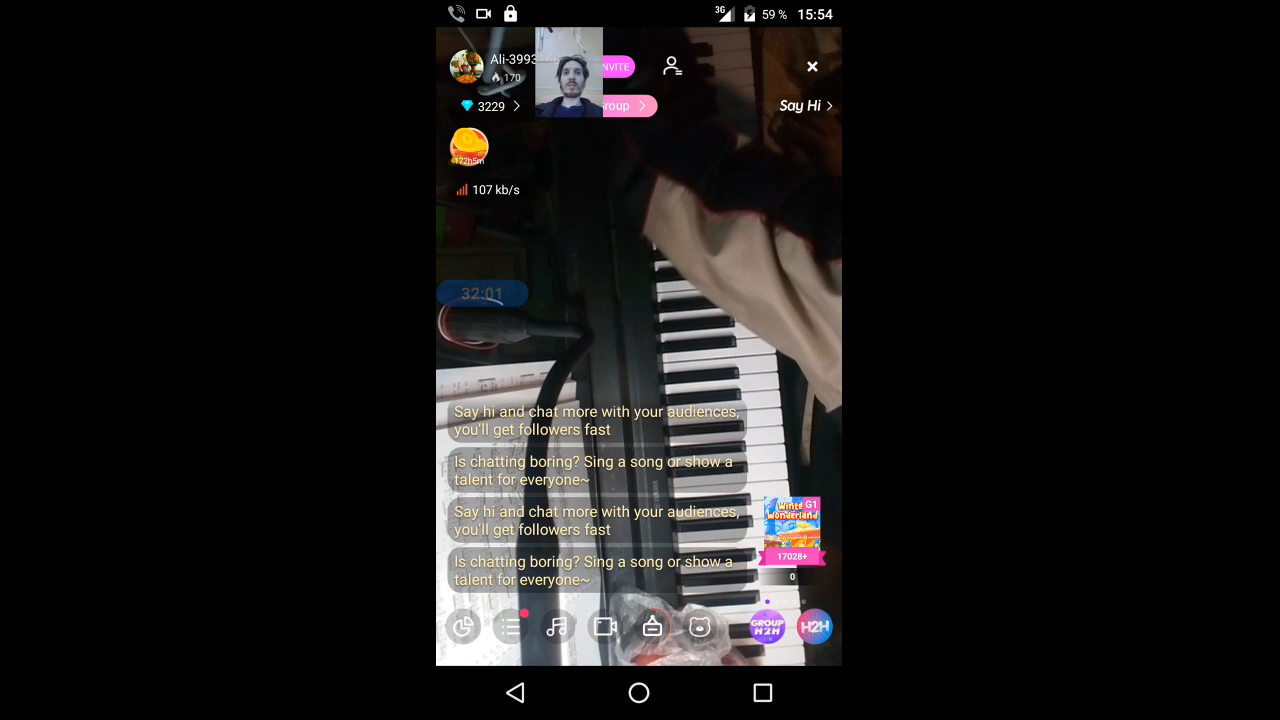 3G 59 % 15:54
Ali-3993
170
NVITE
3229
Group
Say Hi
172h5m
107 kb/s
32:01
Say hi and chat more with your audiences,
you'll get followers fast
Is chatting boring? Sing a song or show a
talent for everyone~
Say hi and chat more with your audiences,
you'll get followers fast
Is chatting boring? Sing a song or show a
talent for everyone~
G1
Wonderland
17028+
0
GROUP
H2H
H2H